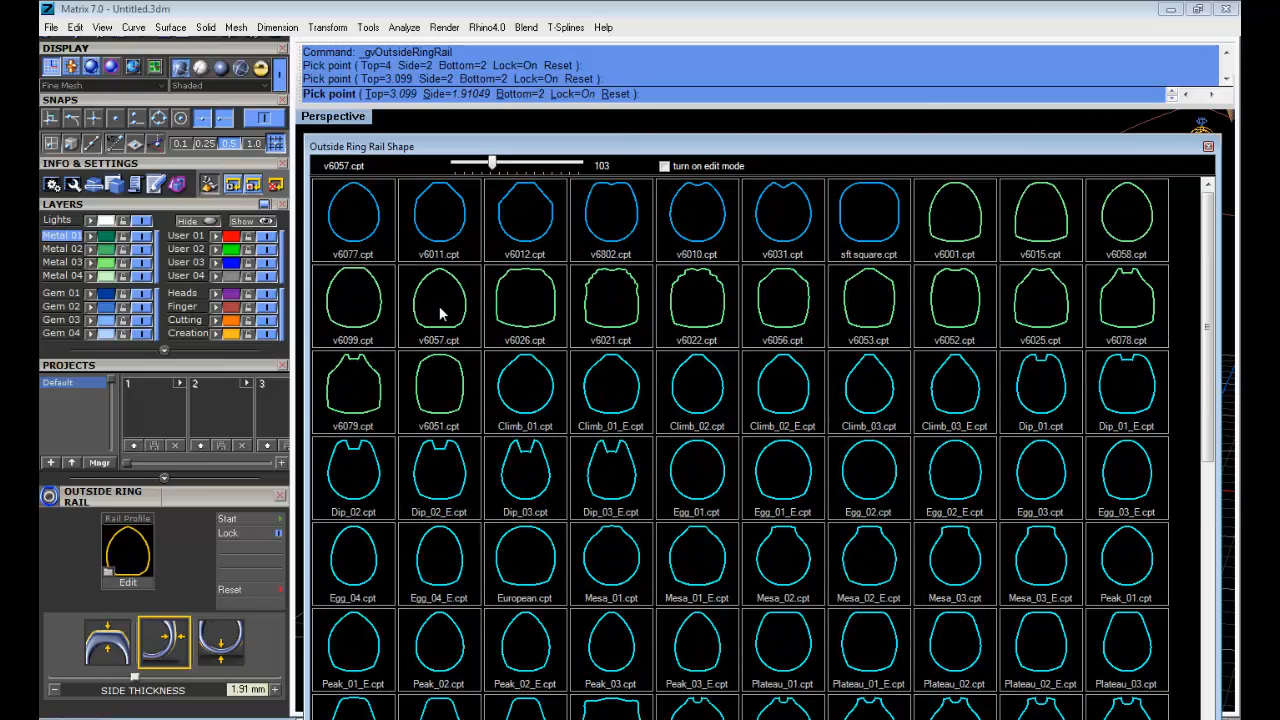 Matrix 7.0 - Untitled.3dm
File Edit View Curve Surface Solid Mesh Dimension Transform Tools Analyze Render Rhino4.0 Blend T-Splines Help
DISPLAY
Fine Mesh Shaded
SNAPS
0.1 0.25 0.5 1.0
INFO & SETTINGS
LAYERS
Lights Hide Show
Metal 01 User 01
Metal 02 User 02
Metal 03 User 03
Metal 04 User 04
Gem 01 Heads
Gem 02 Finger
Gem 03 Cutting
Gem 04 Creation
PROJECTS
Default 1 2 3
Mngr
OUTSIDE RING RAIL
Rail Profile
Edit
Start
Lock
Reset
SIDE THICKNESS 1.91 mm
Command: _gvOutsideRingRail
Pick point ( Top=4 Side=2 Bottom=2 Lock=On Reset ):
Pick point ( Top=3.099 Side=2 Bottom=2 Lock=On Reset ):
Pick point ( Top=3.099 Side=1.91049 Bottom=2 Lock=On Reset ):
Perspective
Outside Ring Rail Shape
v6057.cpt 103 turn on edit mode
v6077.cpt v6011.cpt v6012.cpt v6802.cpt v6010.cpt v6031.cpt sft square.cpt v6001.cpt v6015.cpt v6058.cpt
v6099.cpt v6057.cpt v6026.cpt v6021.cpt v6022.cpt v6056.cpt v6053.cpt v6052.cpt v6025.cpt v6078.cpt
v6079.cpt v6051.cpt Climb_01.cpt Climb_01_E.cpt Climb_02.cpt Climb_02_E.cpt Climb_03.cpt Climb_03_E.cpt Dip_01.cpt Dip_01_E.cpt
Dip_02.cpt Dip_02_E.cpt Dip_03.cpt Dip_03_E.cpt Egg_01.cpt Egg_01_E.cpt Egg_02.cpt Egg_02_E.cpt Egg_03.cpt Egg_03_E.cpt
Egg_04.cpt Egg_04_E.cpt European.cpt Mesa_01.cpt Mesa_01_E.cpt Mesa_02.cpt Mesa_02_E.cpt Mesa_03.cpt Mesa_03_E.cpt Peak_01.cpt
Peak_01_E.cpt Peak_02.cpt Peak_02_E.cpt Peak_03.cpt Peak_03_E.cpt Plateau_01.cpt Plateau_01_E.cpt Plateau_02.cpt Plateau_02_E.cpt Plateau_03.cpt